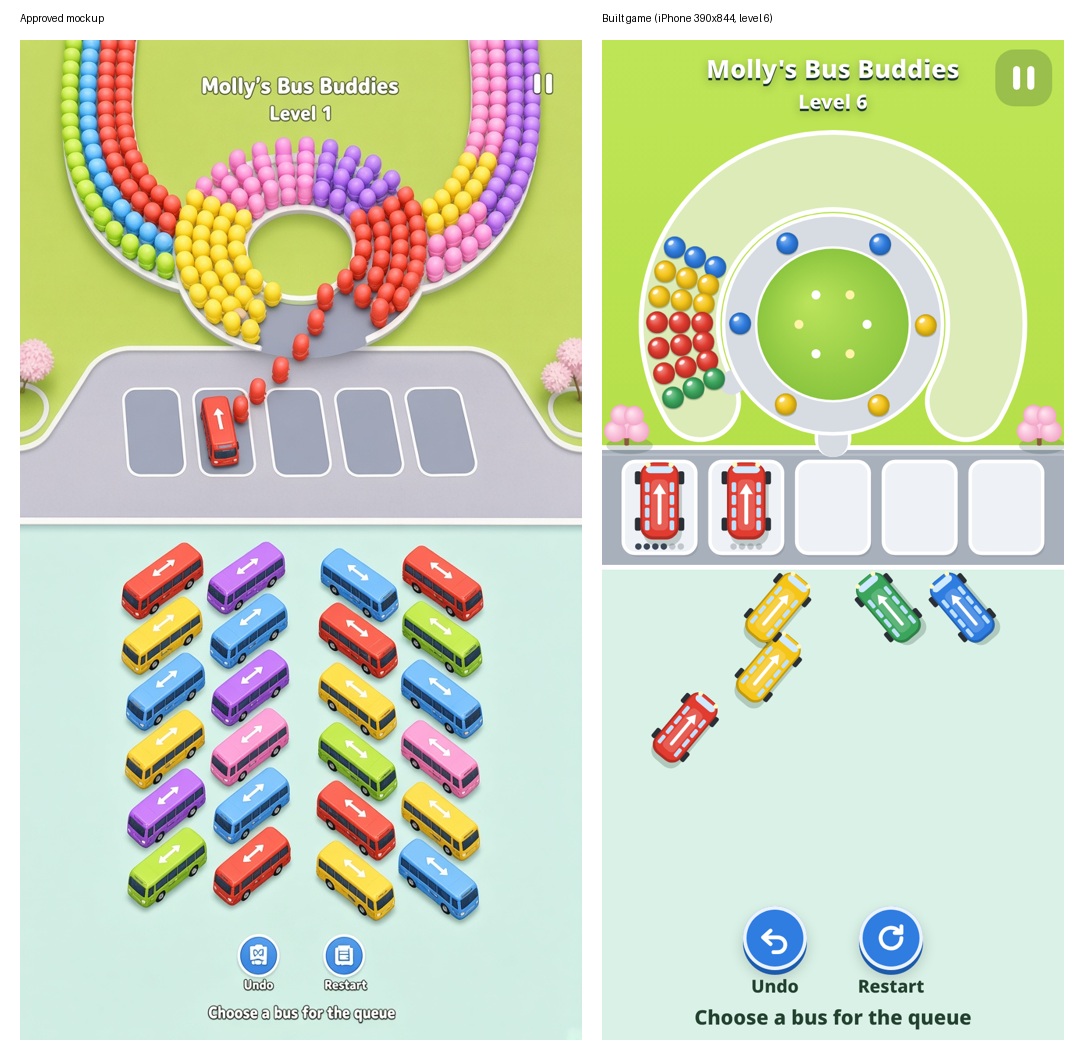 Approved mockup
Molly's Bus Buddies
Level 1
Undo
Restart
Choose a bus for the queue
Built game (iPhone 390x844, level 6)
Molly's Bus Buddies
Level 6
Undo
Restart
Choose a bus for the queue